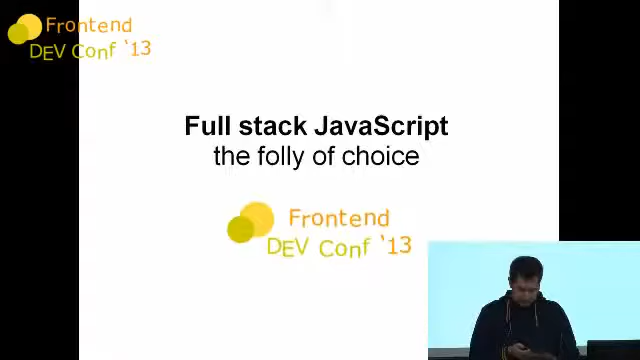 Frontend
DEV Conf '13
Full stack JavaScript
the folly of choice
Frontend
DEV Conf '13